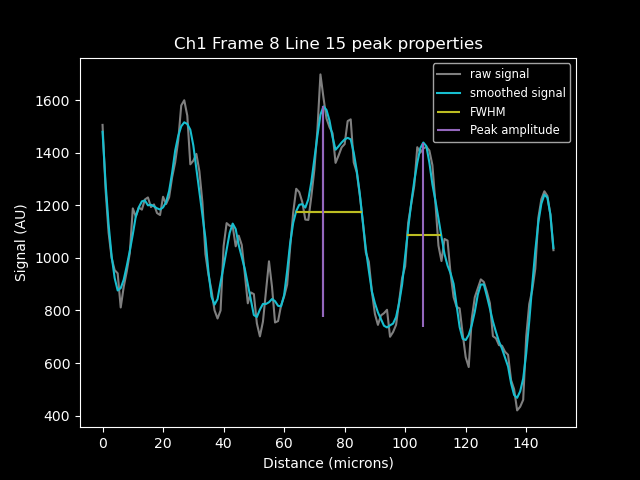 Ch1 Frame 8 Line 15 peak properties
raw signal
smoothed signal
FWHM
Peak amplitude
Signal (AU)
1600
1400
1200
1000
800
600
400
0 20 40 60 80 100 120 140
Distance (microns)